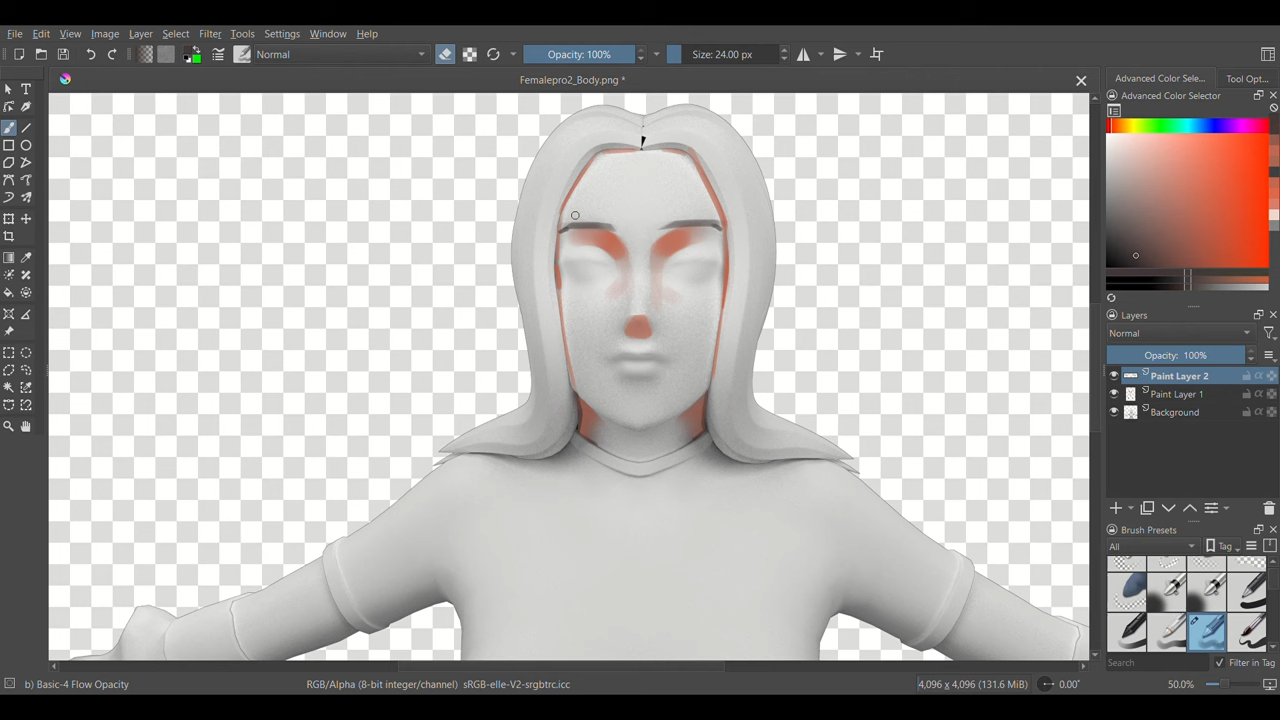 File Edit View Image Layer Select Filter Tools Settings Window Help
Normal Opacity: 100% Size: 24.00 px
Femalepro2_Body.png *
Advanced Color Sele... Tool Opt...
Advanced Color Selector
Layers
Normal
Opacity: 100%
Paint Layer 2
Paint Layer 1
Background
Brush Presets
All Tag
Search Filter in Tag
b) Basic-4 Flow Opacity RGB/Alpha (8-bit integer/channel) sRGB-elle-V2-srgbtrc.icc 4,096 x 4,096 (131.6 MiB) 0.00° 50.0%